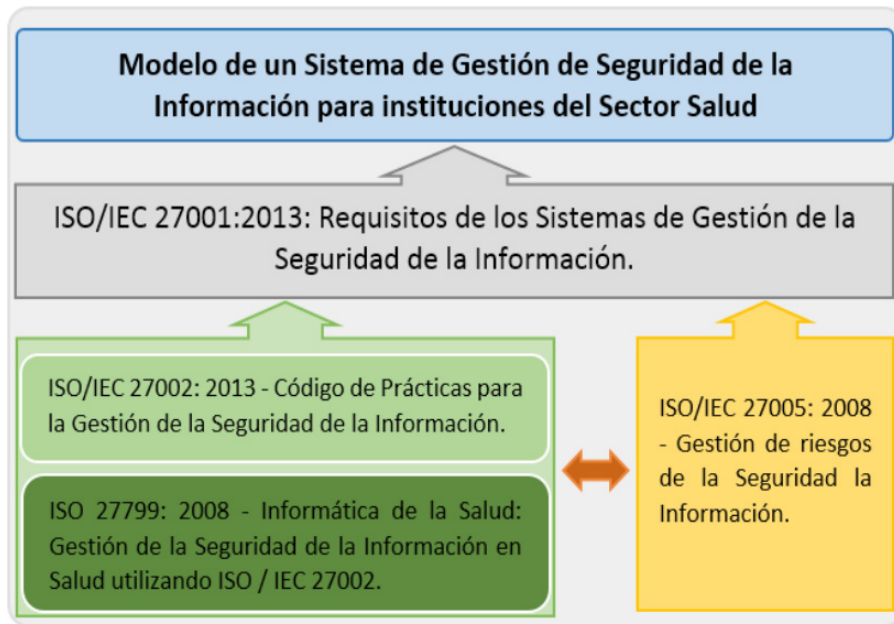 Modelo de un Sistema de Gestión de Seguridad de la
Información para instituciones del Sector Salud
ISO/IEC 27001:2013: Requisitos de los Sistemas de Gestión de la
Seguridad de la Información.
ISO/IEC 27002: 2013 - Código de Prácticas para
la Gestión de la Seguridad de la Información.
ISO 27799: 2008 - Informática de la Salud:
Gestión de la Seguridad de la Información en
Salud utilizando ISO / IEC 27002.
ISO/IEC 27005: 2008
- Gestión de riesgos
de la Seguridad la
Información.